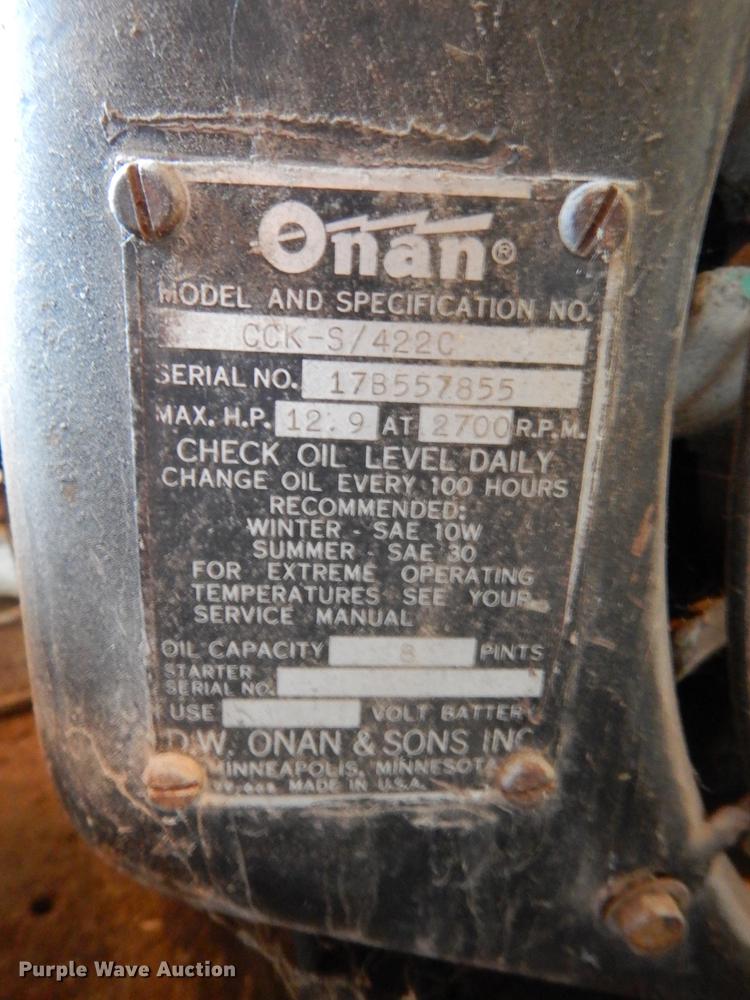 Onan®
MODEL AND SPECIFICATION NO.
CCK-S/422C
SERIAL NO. 17B557855
MAX. H.P. 12.9 AT 2700 R.P.M.
CHECK OIL LEVEL DAILY
CHANGE OIL EVERY 100 HOURS
RECOMMENDED:
WINTER - SAE 10W
SUMMER - SAE 30
FOR EXTREME OPERATING
TEMPERATURES SEE YOUR
SERVICE MANUAL
OIL CAPACITY 8 PINTS
STARTER
SERIAL NO.
USE VOLT BATTERY
D.W. ONAN & SONS INC.
MINNEAPOLIS, MINNESOTA
MADE IN U.S.A.
Purple Wave Auction